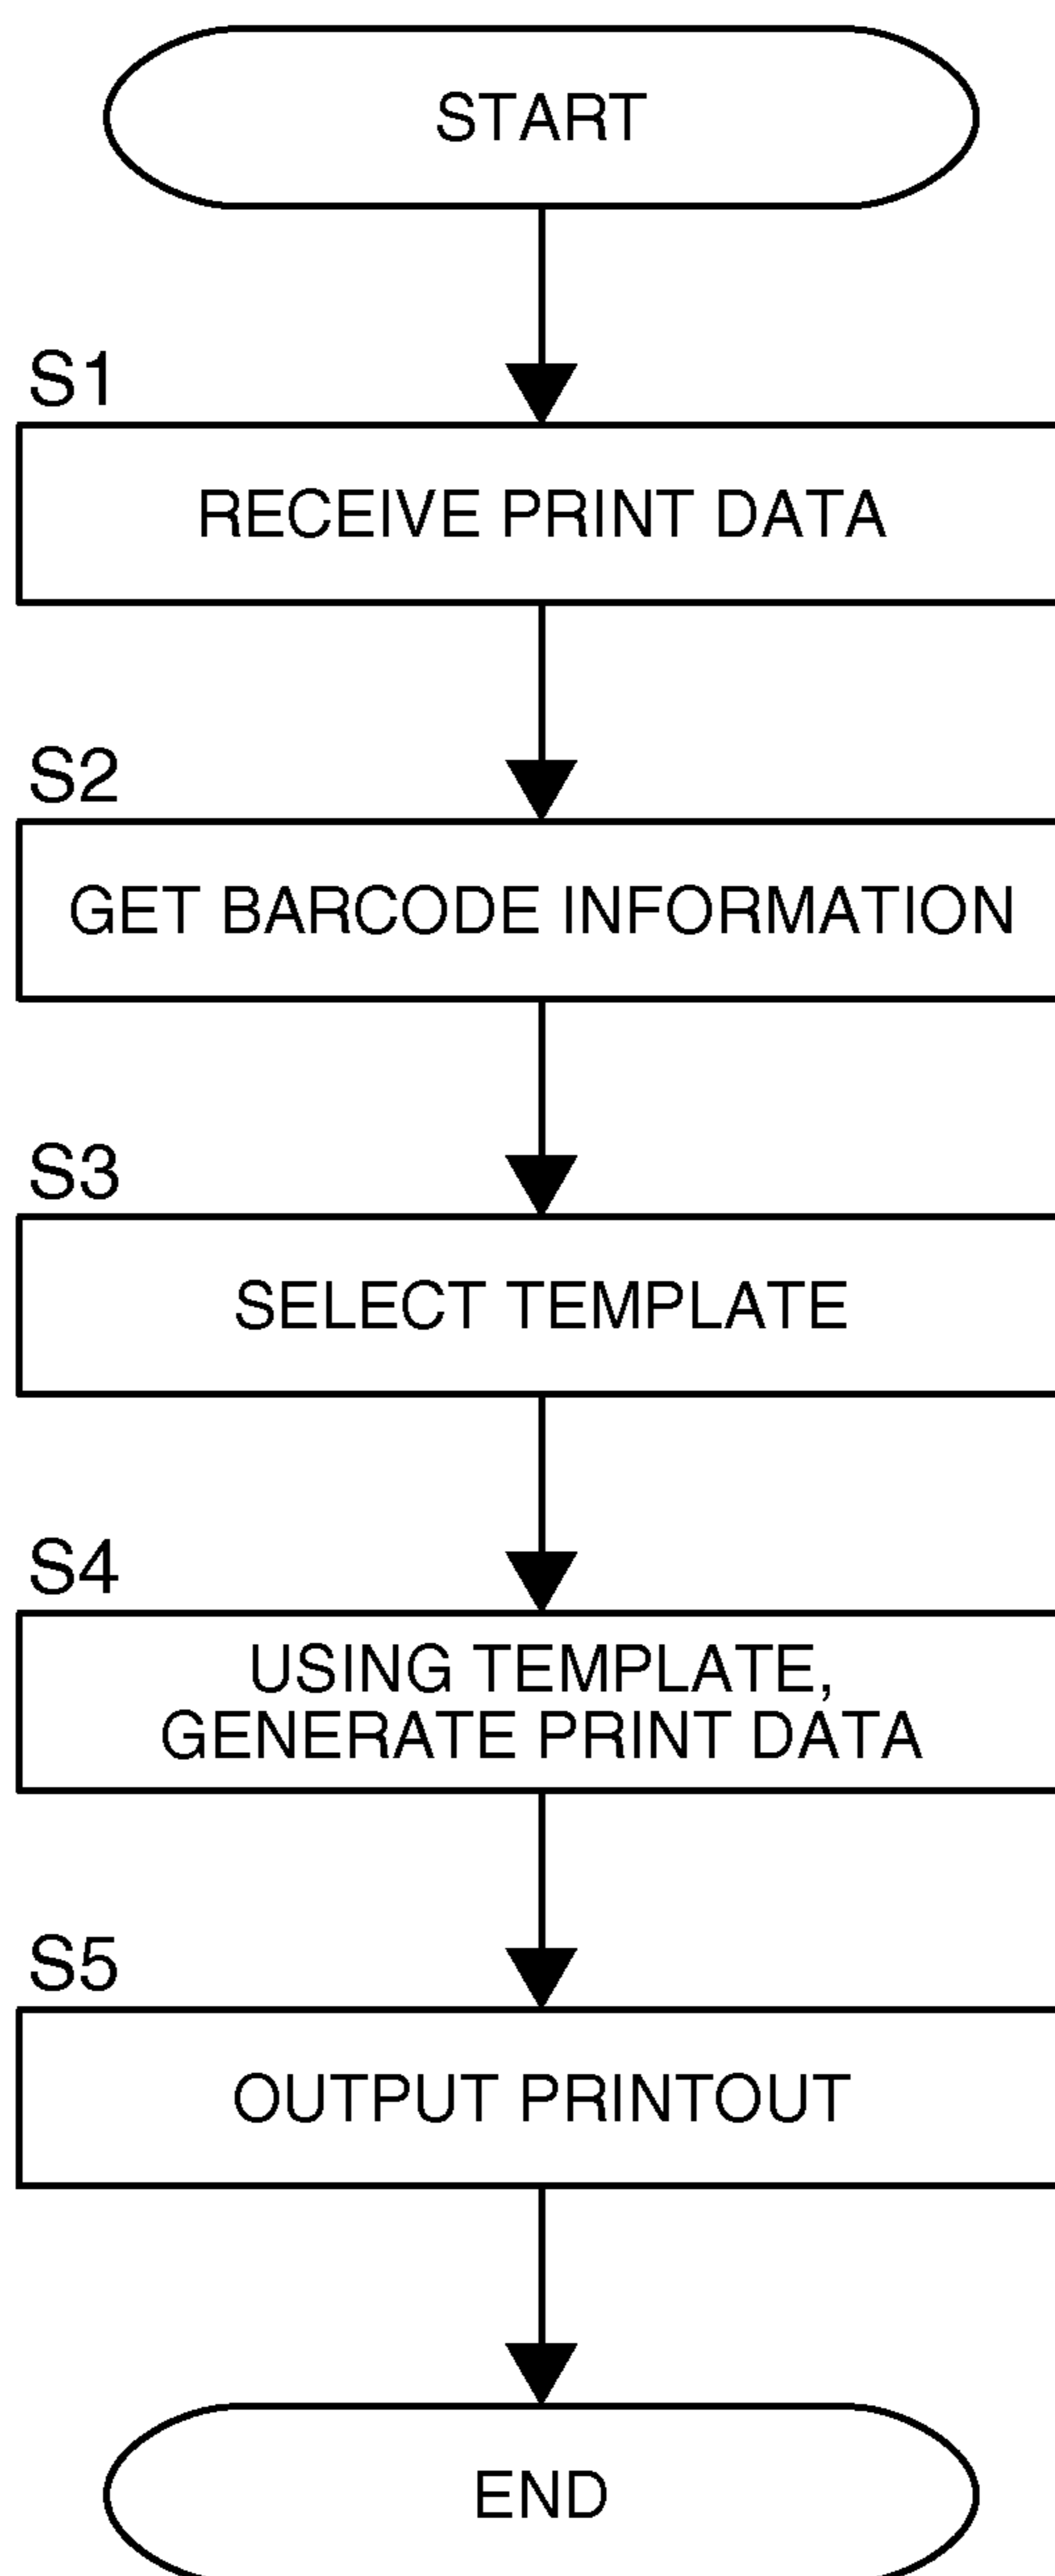 START
S1
RECEIVE PRINT DATA
S2
GET BARCODE INFORMATION
S3
SELECT TEMPLATE
S4
USING TEMPLATE,
GENERATE PRINT DATA
S5
OUTPUT PRINTOUT
END